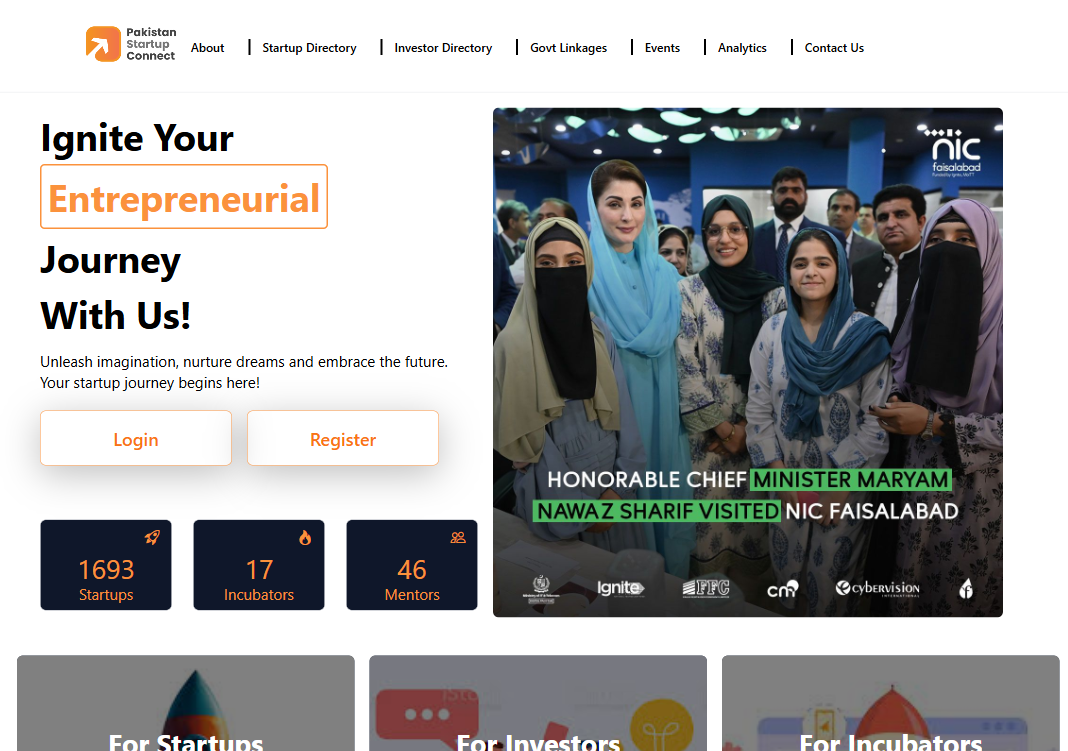 Pakistan
Startup
Connect
About
Startup Directory
Investor Directory
Govt Linkages
Events
Analytics
Contact Us
Ignite Your
Entrepreneurial
Journey
With Us!
Unleash imagination, nurture dreams and embrace the future.
Your startup journey begins here!
Login
Register
1693
Startups
17
Incubators
46
Mentors
nic
faisalabad
HONORABLE CHIEF MINISTER MARYAM
NAWAZ SHARIF VISITED NIC FAISALABAD
Ignite
FFC
cm
cybervision
INTERNATIONAL
For Startups
For Investors
For Incubators